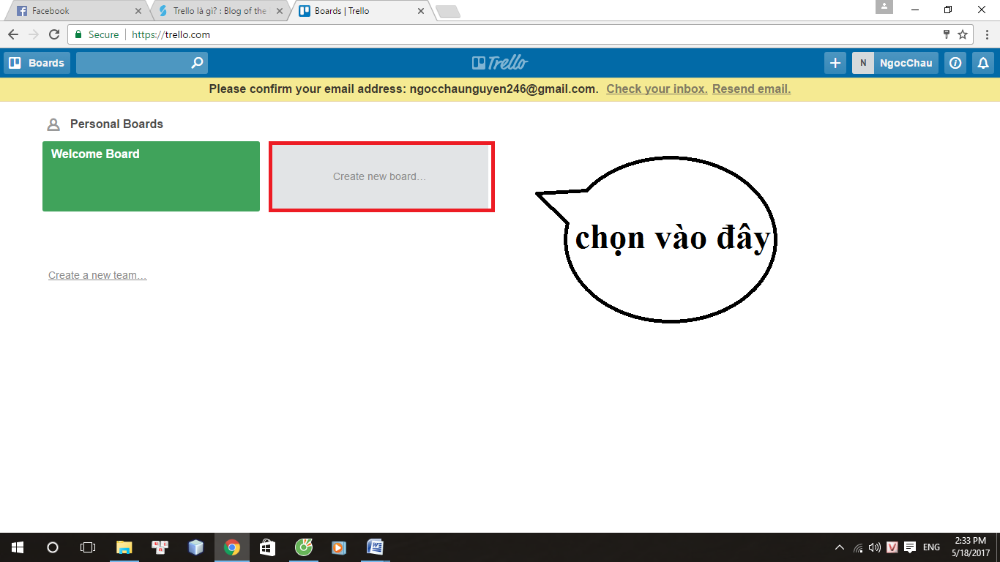 Facebook
Trello là gì? : Blog of the
Boards | Trello
Secure
https://trello.com
Boards
Trello
N
NgocChau
Please confirm your email address: ngocchaunguyen246@gmail.com. Check your inbox. Resend email.
Personal Boards
Welcome Board
Create new board…
chọn vào đây
Create a new team…
ENG
2:33 PM
5/18/2017